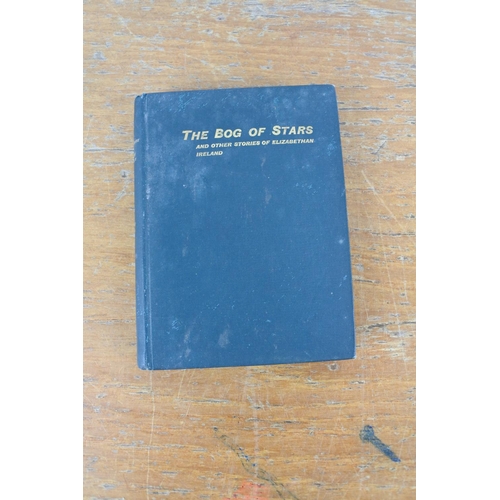 THE BOG OF STARS
AND OTHER STORIES OF ELIZABETHAN
IRELAND